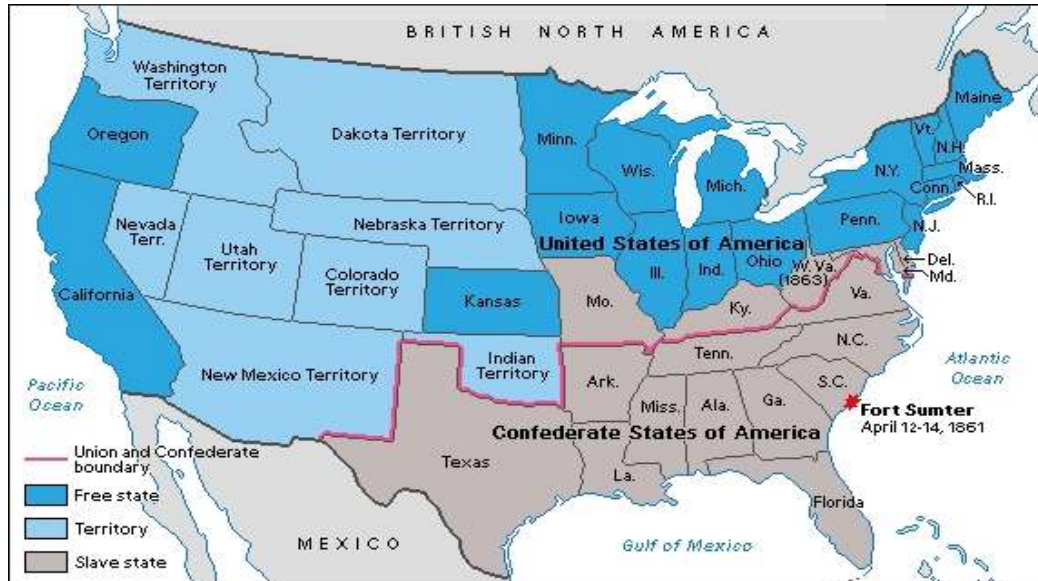 BRITISH NORTH AMERICA
Washington
Territory
Oregon
Dakota Territory
Minn.
Wis.
Mich.
Maine
Vt.
N.H.
N.Y.
Mass.
Conn.
R.I.
Nevada
Terr.
Utah
Territory
Nebraska Territory
Iowa
Penn.
N.J.
United States of America
Colorado
Territory
California
Kansas
Ill.
Ind.
Ohio
W. Va.
(1863)
Del.
Md.
Mo.
Ky.
Va.
New Mexico Territory
Indian
Territory
Tenn.
N.C.
Ark.
S.C.
Pacific
Ocean
Atlantic
Ocean
Miss.
Ala.
Ga.
Fort Sumter
April 12-14, 1861
Confederate States of America
Texas
La.
Florida
Union and Confederate
boundary
Free state
Territory
Slave state
MEXICO
Gulf of Mexico